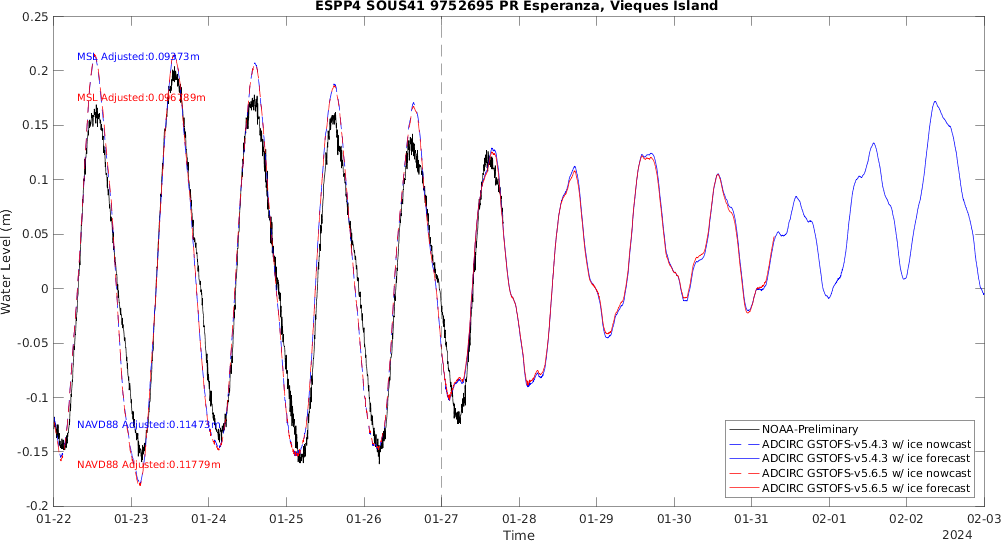 ESPP4 SOUS41 9752695 PR Esperanza, Vieques Island
0.25
0.2
0.15
0.1
0.05
0
-0.05
-0.1
-0.15
-0.2
Water Level (m)
MSL Adjusted:0.09373m
MSL Adjusted:0.096789m
NAVD88 Adjusted:0.11473m
NAVD88 Adjusted:0.11779m
NOAA-Preliminary
ADCIRC GSTOFS-v5.4.3 w/ ice nowcast
ADCIRC GSTOFS-v5.4.3 w/ ice forecast
ADCIRC GSTOFS-v5.6.5 w/ ice nowcast
ADCIRC GSTOFS-v5.6.5 w/ ice forecast
01-22 01-23 01-24 01-25 01-26 01-27 01-28 01-29 01-30 01-31 02-01 02-02 02-03
Time
2024